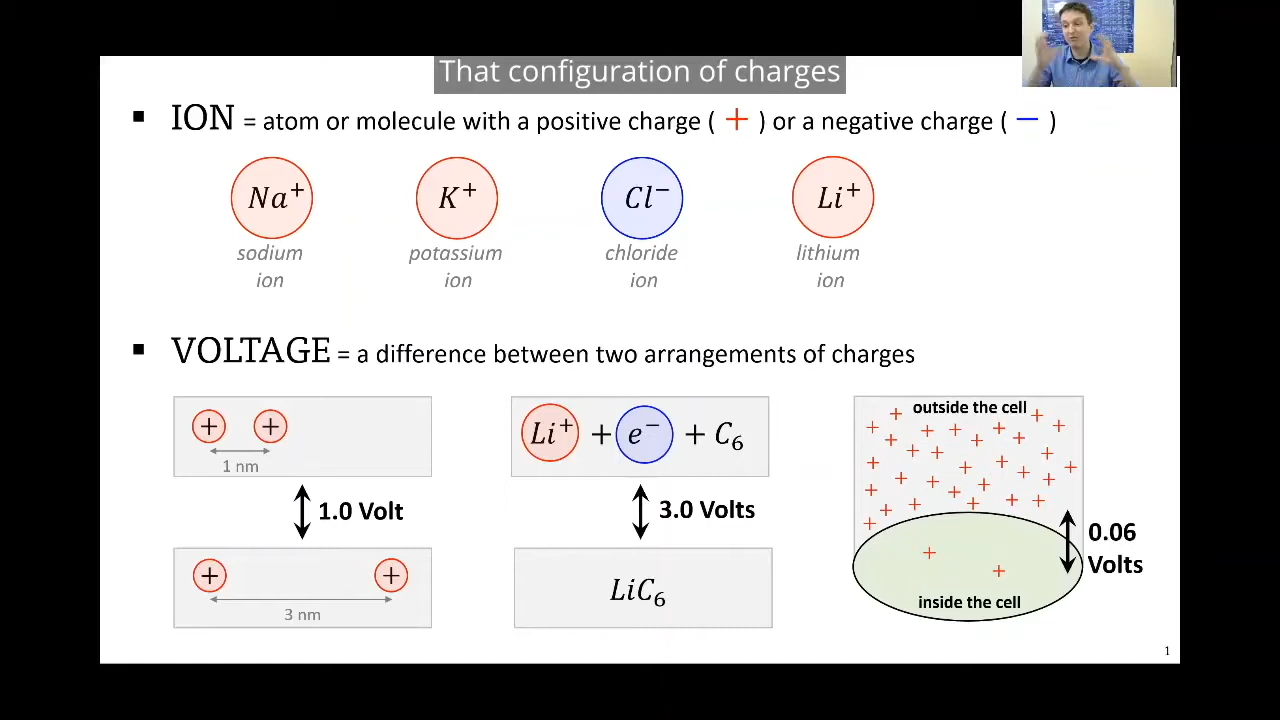 That configuration of charges
▪ ION = atom or molecule with a positive charge ( + ) or a negative charge ( − )
Na⁺ K⁺ Cl⁻ Li⁺
sodium potassium chloride lithium
ion ion ion ion
▪ VOLTAGE = a difference between two arrangements of charges
+ +
1 nm
1.0 Volt
+ +
3 nm
Li⁺ + e⁻ + C₆
3.0 Volts
LiC₆
outside the cell
0.06
Volts
inside the cell
1